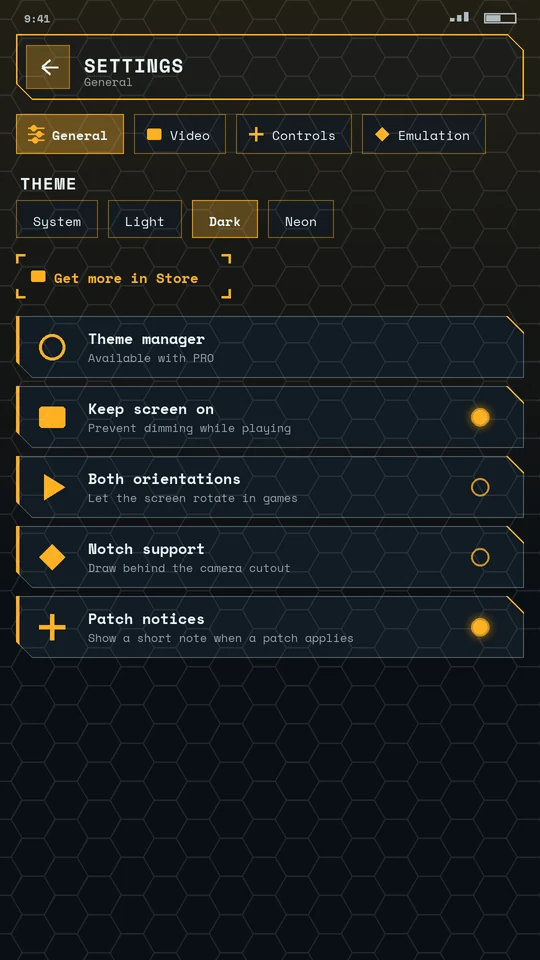 9:41
SETTINGS
General
General
Video
Controls
Emulation
THEME
System
Light
Dark
Neon
Get more in Store
Theme manager
Available with PRO
Keep screen on
Prevent dimming while playing
Both orientations
Let the screen rotate in games
Notch support
Draw behind the camera cutout
Patch notices
Show a short note when a patch applies